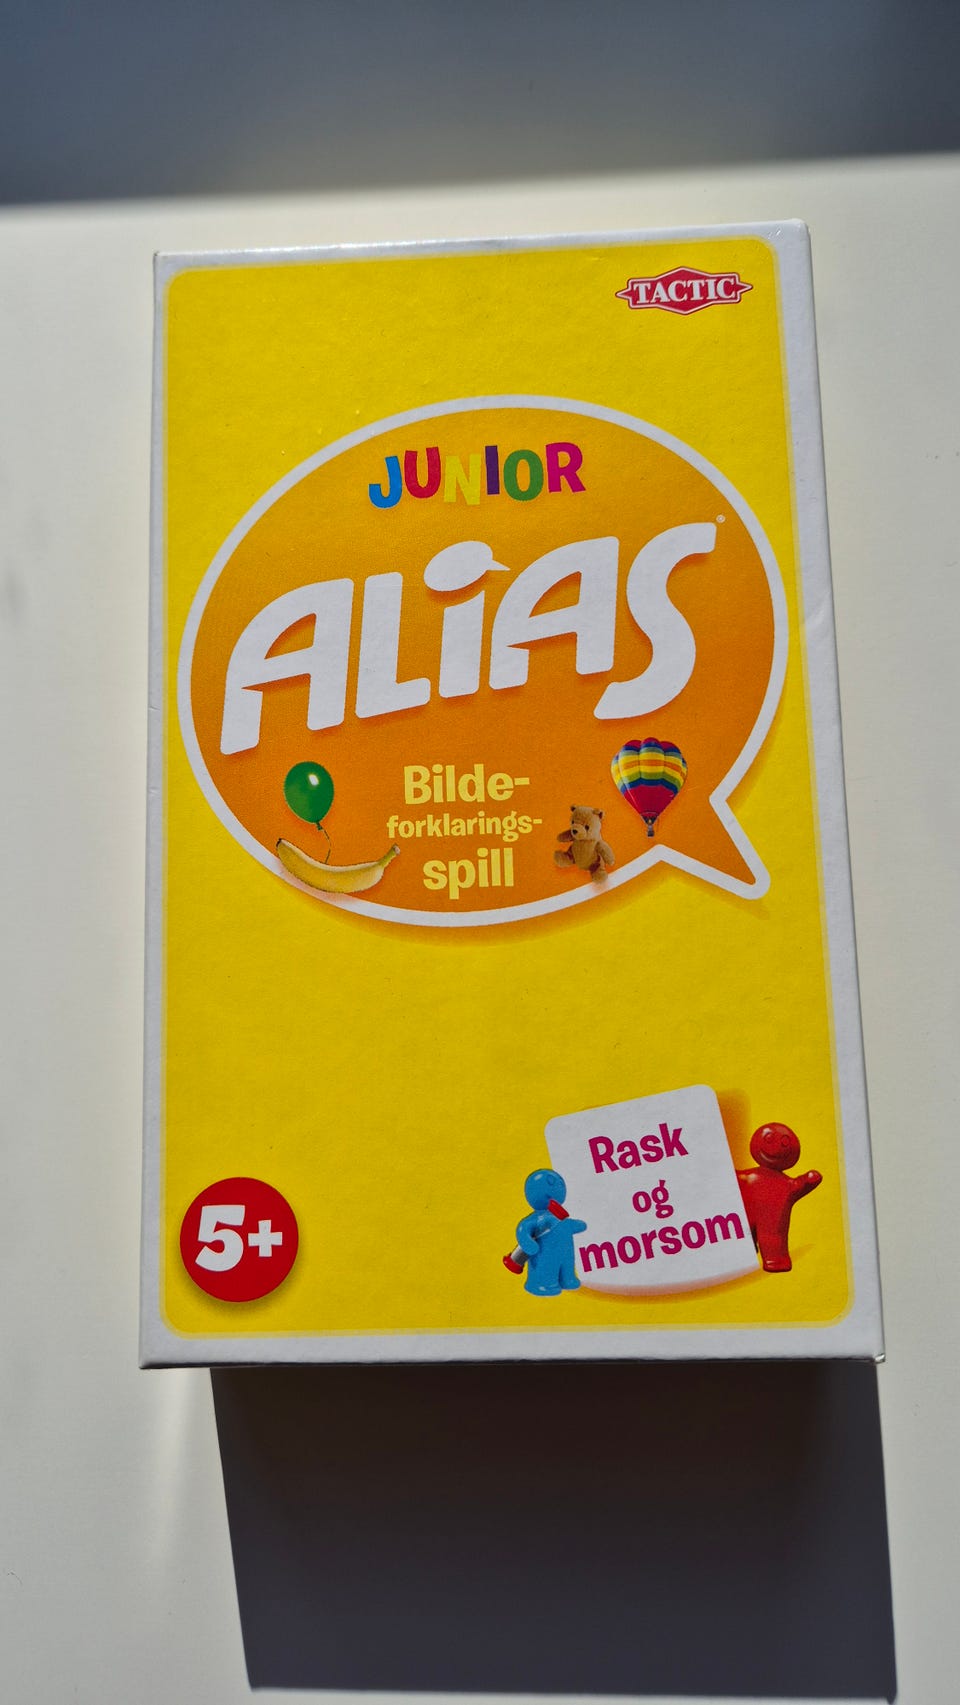 TACTIC
JUNIOR
ALiAS®
Bilde-
forklarings-
spill
Rask
og
morsom
5+